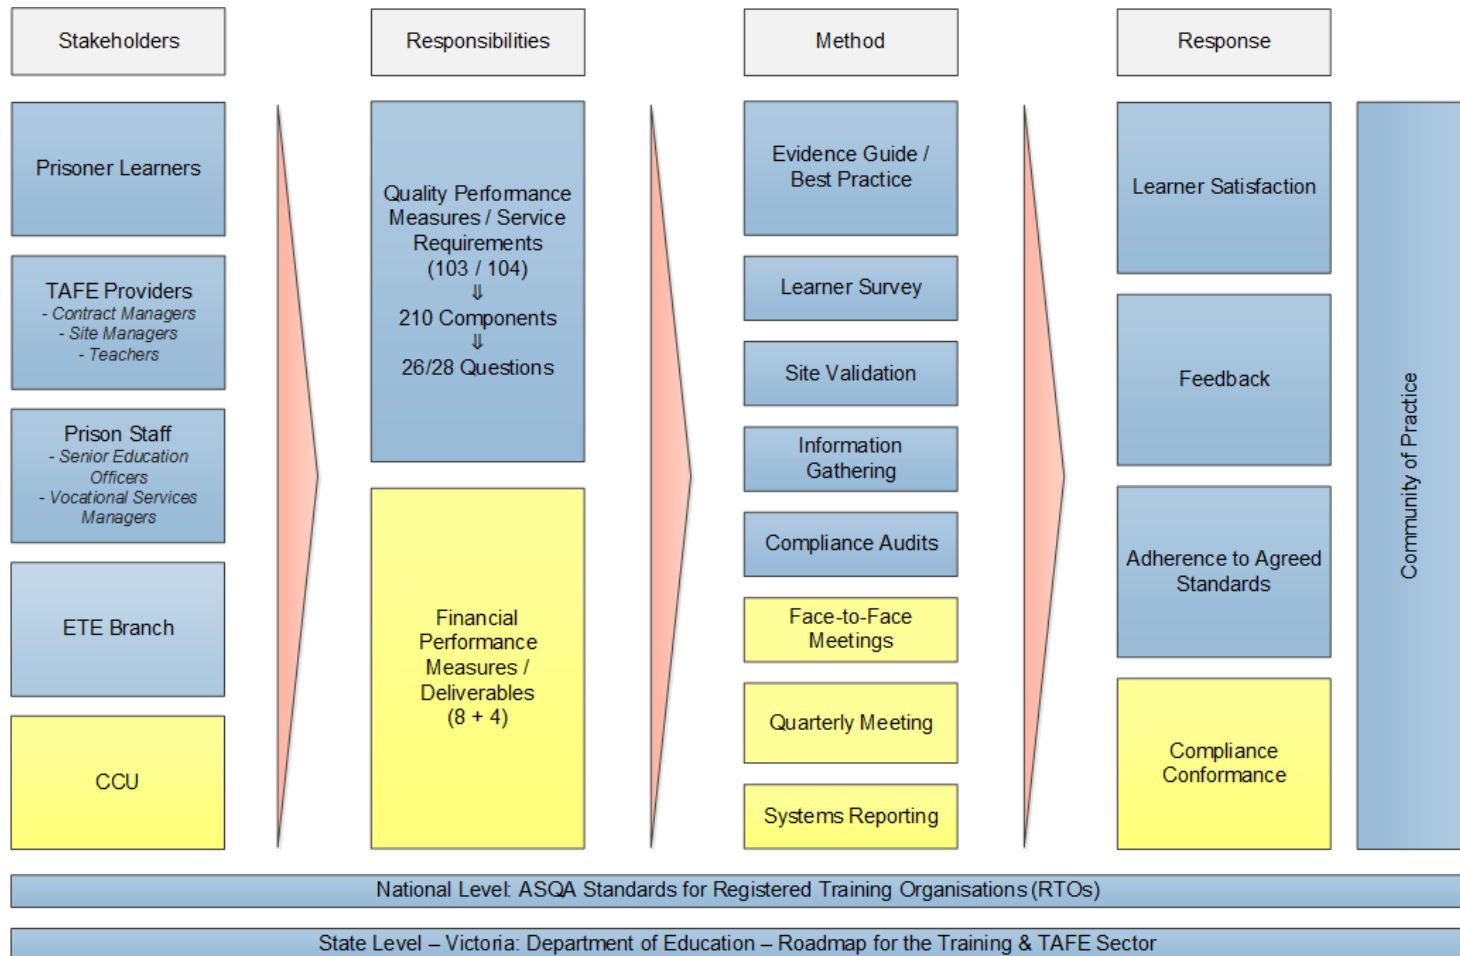 Stakeholders
Responsibilities
Method
Response
Prisoner Learners
TAFE Providers
- Contract Managers
- Site Managers
- Teachers
Prison Staff
- Senior Education
Officers
- Vocational Services
Managers
ETE Branch
CCU
Quality Performance
Measures / Service
Requirements
(103 / 104)
⇓
210 Components
⇓
26/28 Questions
Financial
Performance
Measures /
Deliverables
(8 + 4)
Evidence Guide /
Best Practice
Learner Survey
Site Validation
Information
Gathering
Compliance Audits
Face-to-Face
Meetings
Quarterly Meeting
Systems Reporting
Learner Satisfaction
Feedback
Adherence to Agreed
Standards
Compliance
Conformance
Community of Practice
National Level: ASQA Standards for Registered Training Organisations (RTOs)
State Level – Victoria: Department of Education – Roadmap for the Training & TAFE Sector